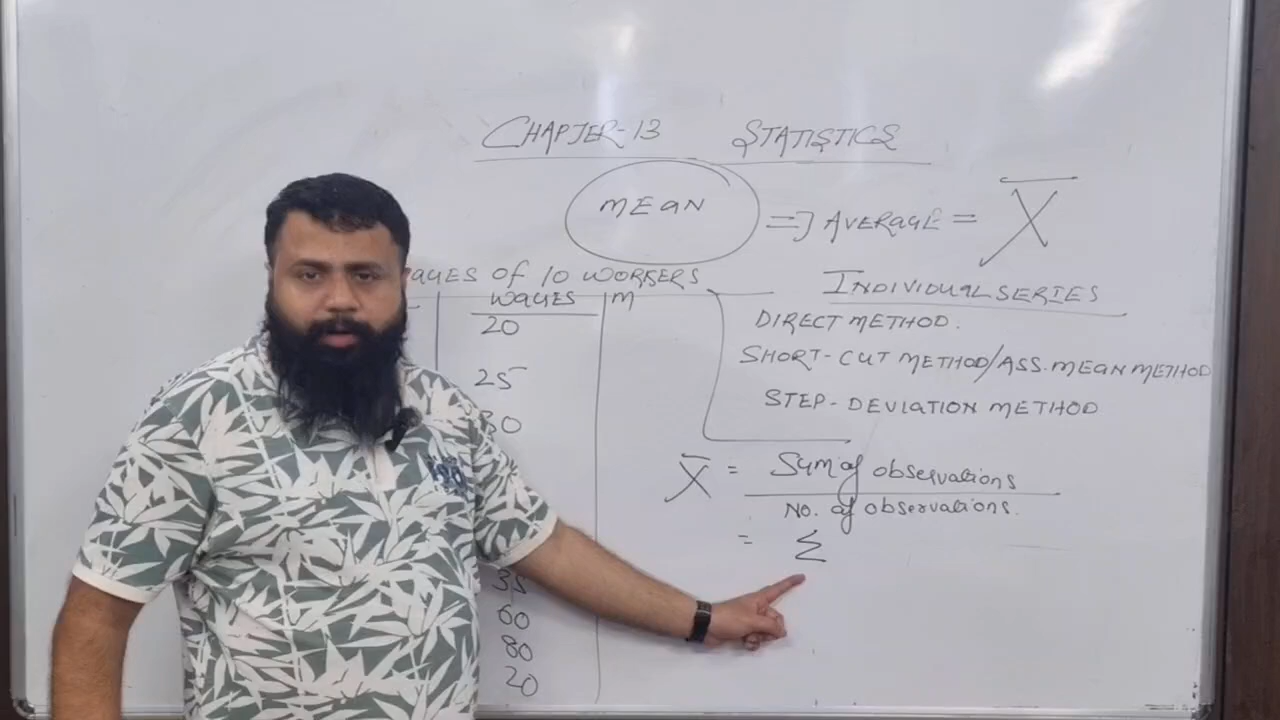 CHAPTER-13 STATISTICS
MEAN => AVERAGE = X̅
OF 10 WORKERS
WAGES M
20
25
30
35
60
80
20
INDIVIDUAL SERIES
DIRECT METHOD.
SHORT-CUT METHOD/ASS. MEAN METHOD
STEP-DEVIATION METHOD
X̅ = Sum of observations
No. of observations.
= Σ